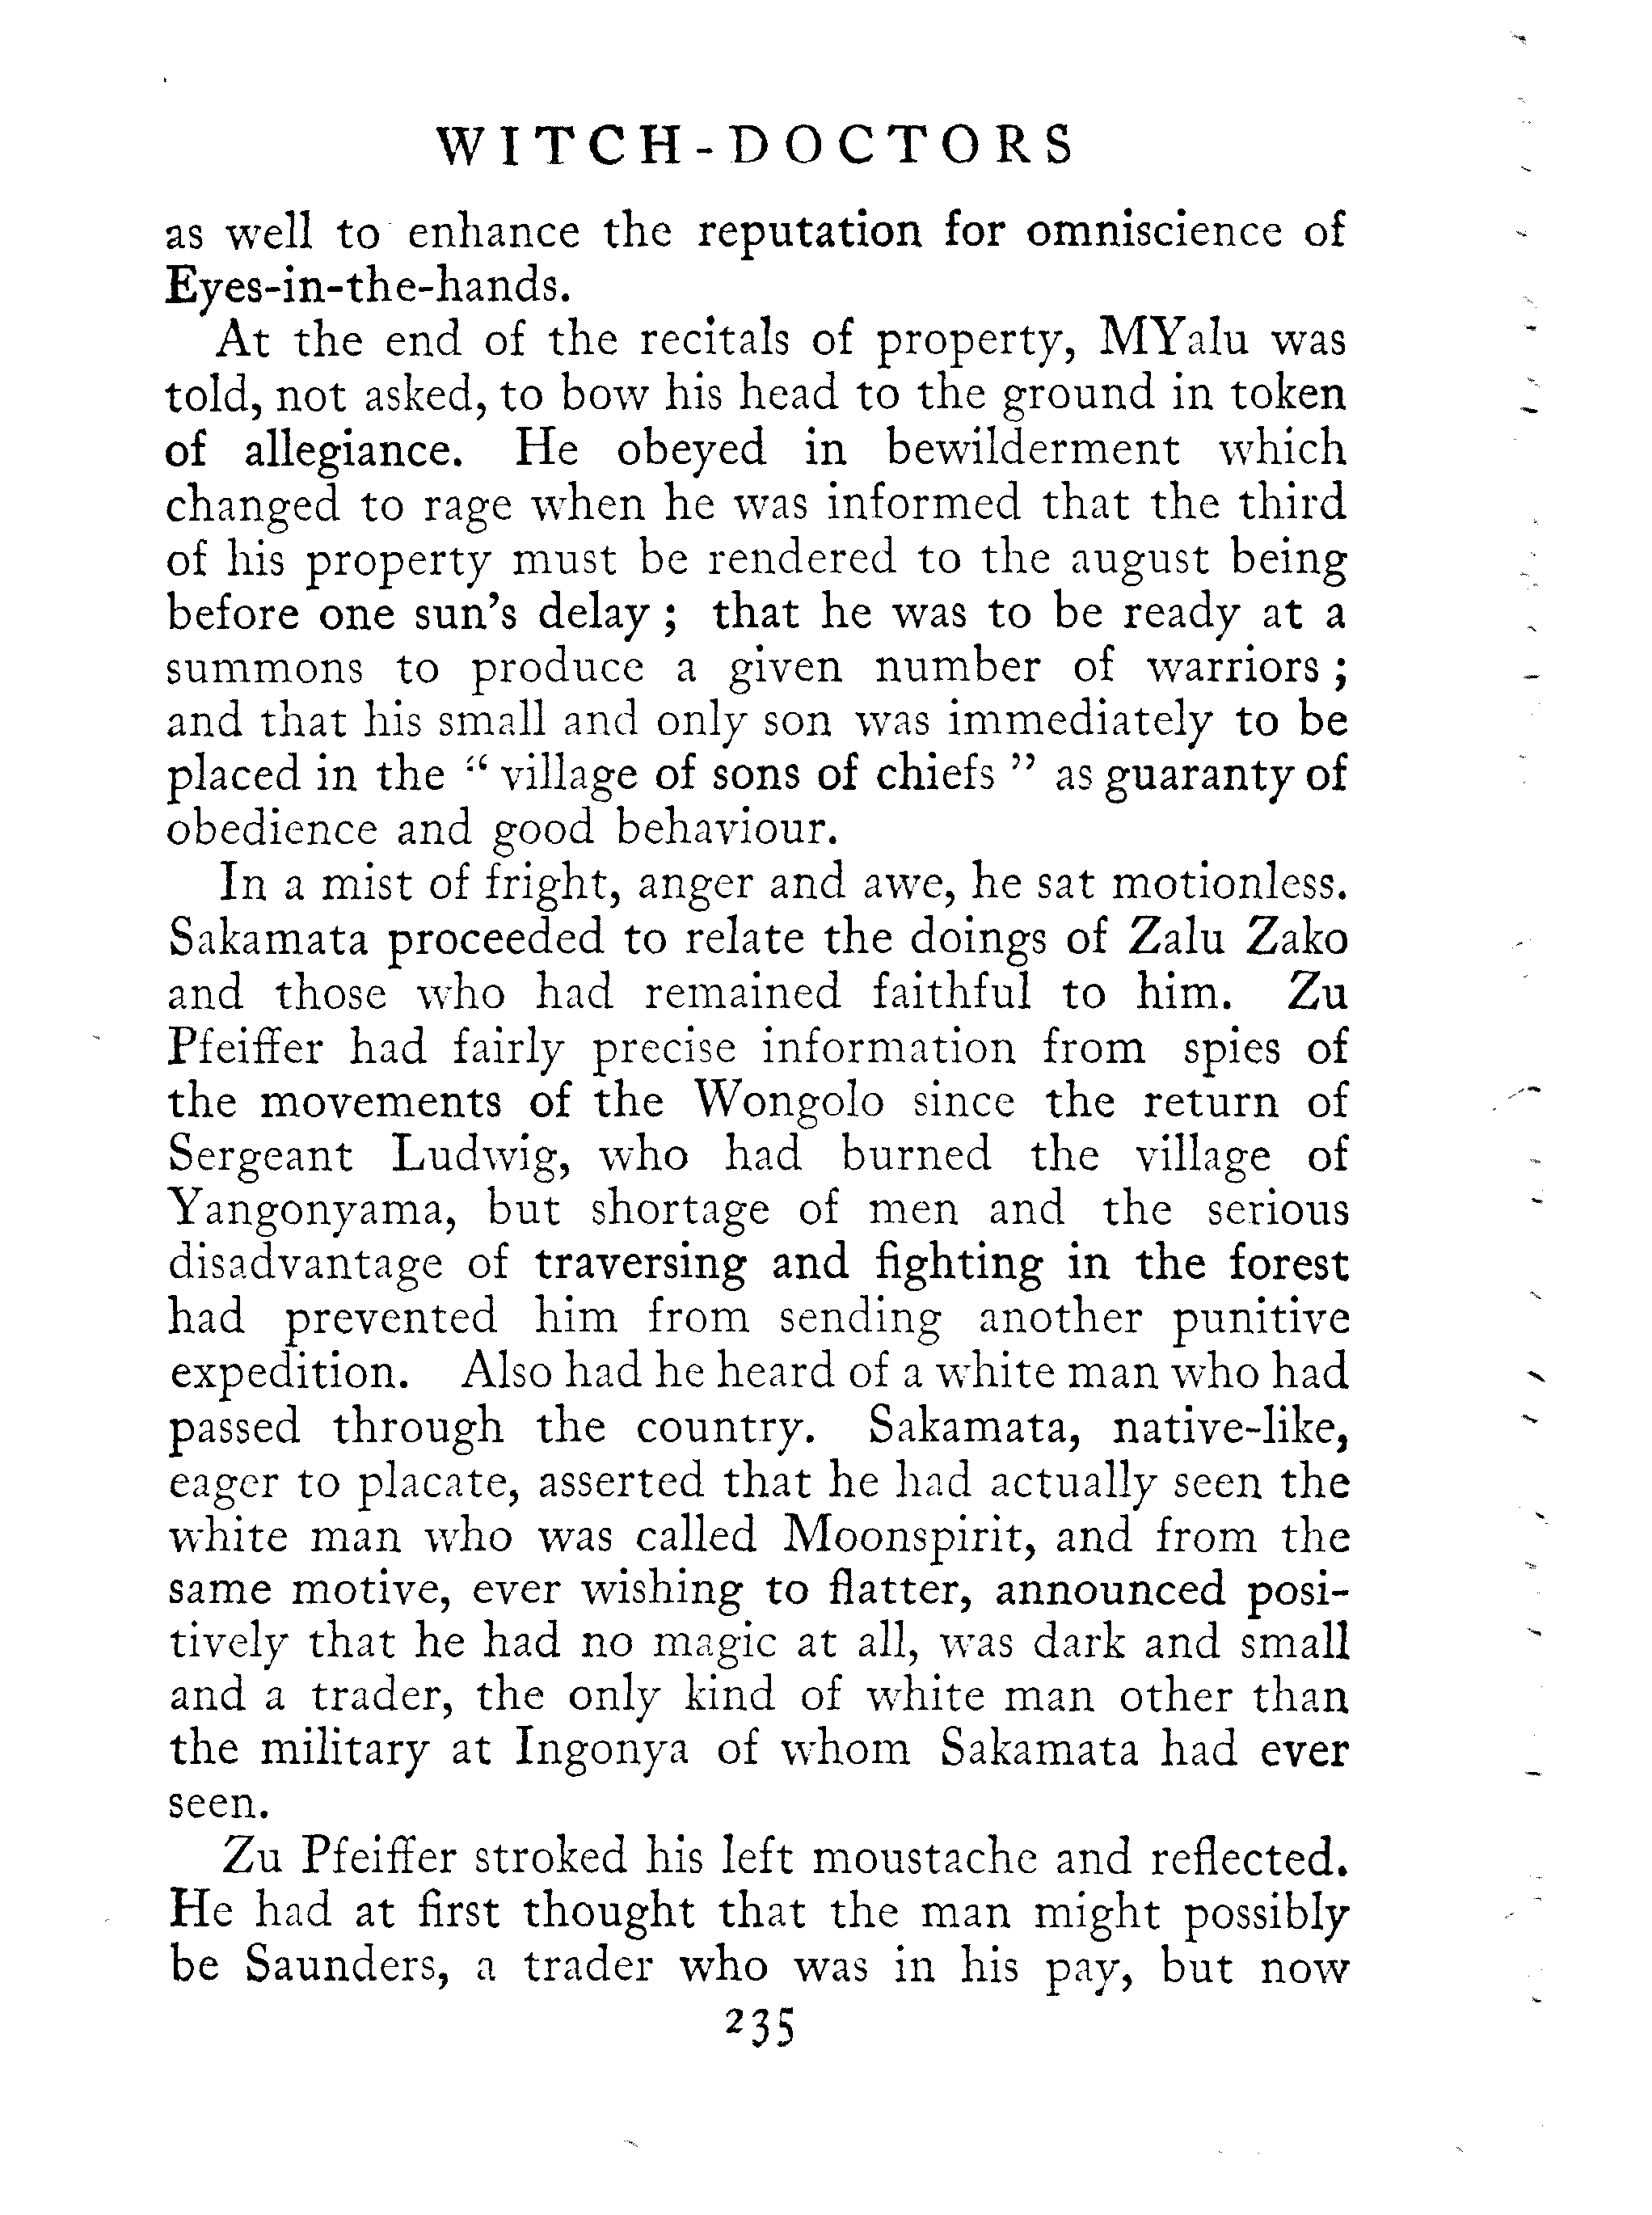 WITCH-DOCTORS
as well to enhance the reputation for omniscience of
Eyes-in-the-hands.
At the end of the recitals of property, MYalu was
told, not asked, to bow his head to the ground in token
of allegiance. He obeyed in bewilderment which
changed to rage when he was informed that the third
of his property must be rendered to the august being
before one sun's delay ; that he was to be ready at a
summons to produce a given number of warriors ;
and that his small and only son was immediately to be
placed in the “ village of sons of chiefs ” as guaranty of
obedience and good behaviour.
In a mist of fright, anger and awe, he sat motionless.
Sakamata proceeded to relate the doings of Zalu Zako
and those who had remained faithful to him. Zu
Pfeiffer had fairly precise information from spies of
the movements of the Wongolo since the return of
Sergeant Ludwig, who had burned the village of
Yangonyama, but shortage of men and the serious
disadvantage of traversing and fighting in the forest
had prevented him from sending another punitive
expedition. Also had he heard of a white man who had
passed through the country. Sakamata, native-like,
eager to placate, asserted that he had actually seen the
white man who was called Moonspirit, and from the
same motive, ever wishing to flatter, announced posi-
tively that he had no magic at all, was dark and small
and a trader, the only kind of white man other than
the military at Ingonya of whom Sakamata had ever
seen.
Zu Pfeiffer stroked his left moustache and reflected.
He had at first thought that the man might possibly
be Saunders, a trader who was in his pay, but now
235